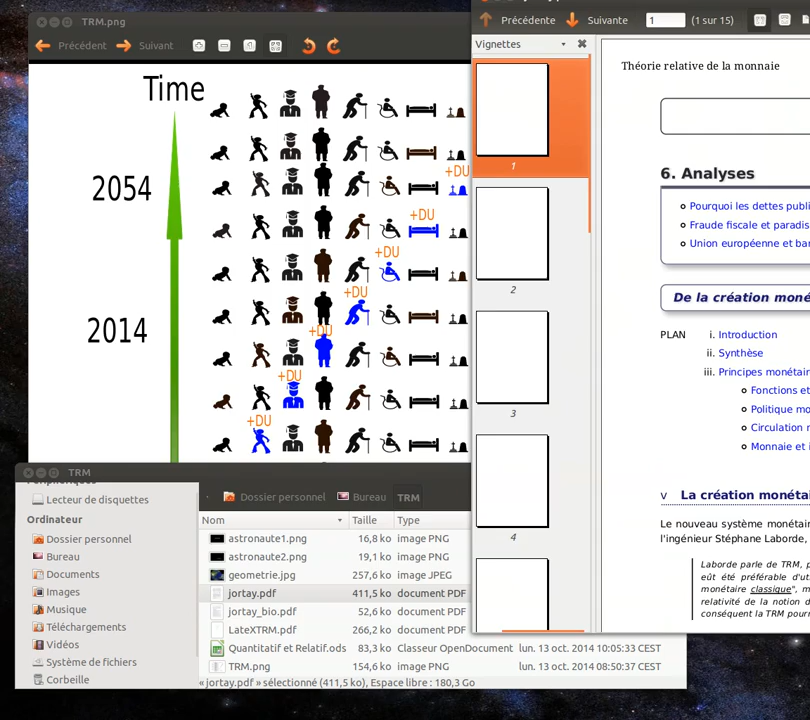 TRM.png
Précédent Suivant
Time
2054
2014
+DU
+DU
+DU
+DU
+DU
+DU
+DU
Précédente Suivante 1 (1 sur 15)
Vignettes
1
2
3
4
Théorie relative de la monnaie
6. Analyses
Pourquoi les dettes publi
Fraude fiscale et paradis
Union européenne et ban
De la création moné
PLAN i. Introduction
ii. Synthèse
iii. Principes monétair
Fonctions et
Politique mo
Circulation m
Monnaie et i
v La création monéta
Le nouveau système monétair
l'ingénieur Stéphane Laborde,
Laborde parle de TRM, p
eût été préférable d'ut
monétaire classique", m
relativité de la notion d
conséquent la TRM pourr
TRM
Périphériques
Lecteur de disquettes
Ordinateur
Dossier personnel
Bureau
Documents
Images
Musique
Téléchargements
Vidéos
Système de fichiers
Corbeille
Dossier personnel Bureau TRM
Nom Taille Type
astronaute1.png 16,8 ko image PNG
astronaute2.png 19,1 ko image PNG
geometrie.jpg 257,6 ko image JPEG
jortay.pdf 411,5 ko document PDF
jortay_bio.pdf 52,6 ko document PDF
LateXTRM.pdf 266,2 ko document PDF
Quantitatif et Relatif.ods 83,3 ko Classeur OpenDocument lun. 13 oct. 2014 10:05:33 CEST
TRM.png 154,6 ko image PNG lun. 13 oct. 2014 08:50:37 CEST
« jortay.pdf » sélectionné (411,5 ko), Espace libre : 180,3 Go